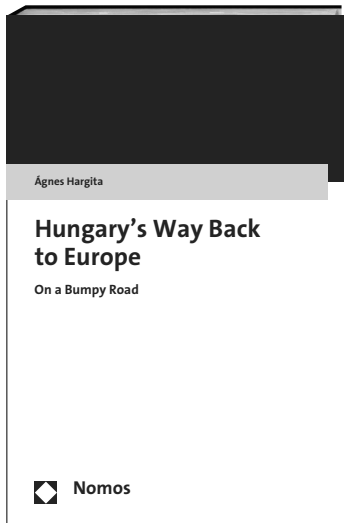 Ágnes Hargita
Hungary's Way Back
to Europe
On a Bumpy Road
Nomos